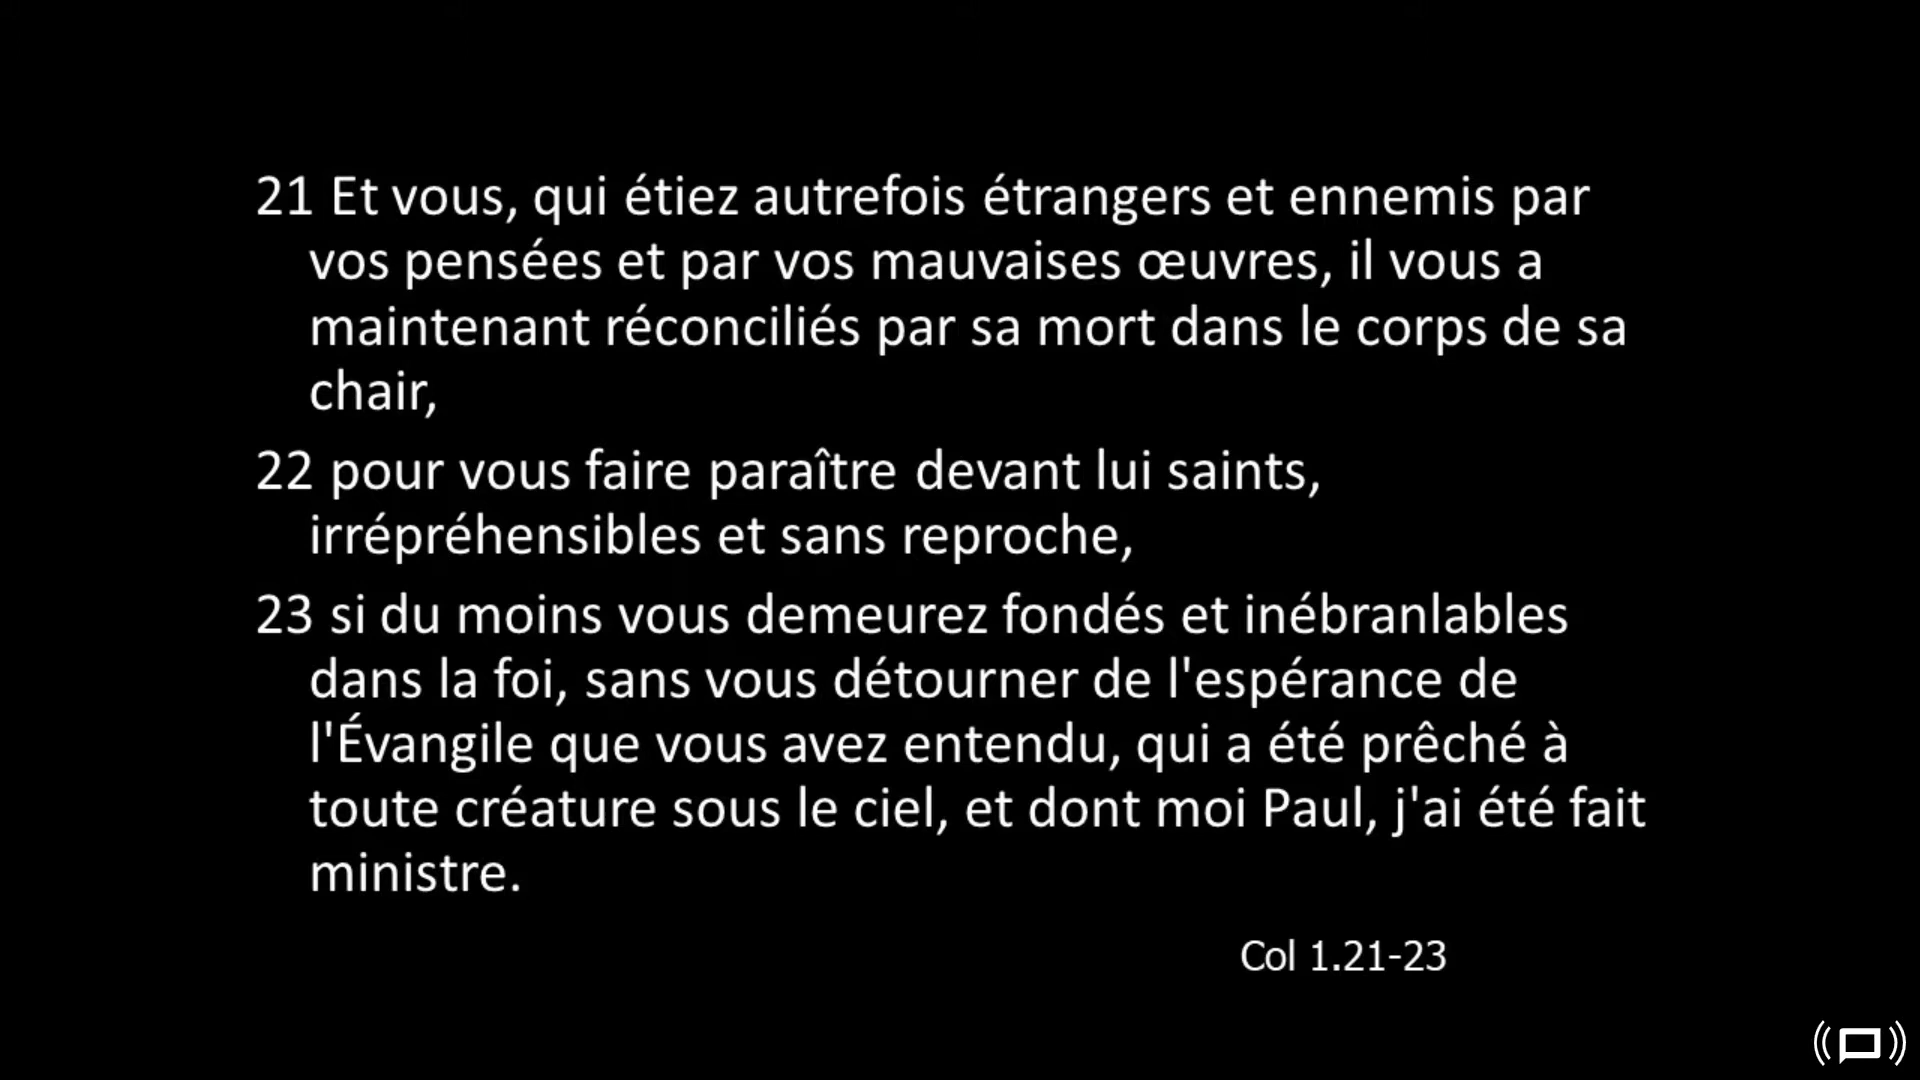 21 Et vous, qui étiez autrefois étrangers et ennemis par
vos pensées et par vos mauvaises œuvres, il vous a
maintenant réconciliés par sa mort dans le corps de sa
chair,
22 pour vous faire paraître devant lui saints,
irrépréhensibles et sans reproche,
23 si du moins vous demeurez fondés et inébranlables
dans la foi, sans vous détourner de l'espérance de
l'Évangile que vous avez entendu, qui a été prêché à
toute créature sous le ciel, et dont moi Paul, j'ai été fait
ministre.
Col 1.21-23